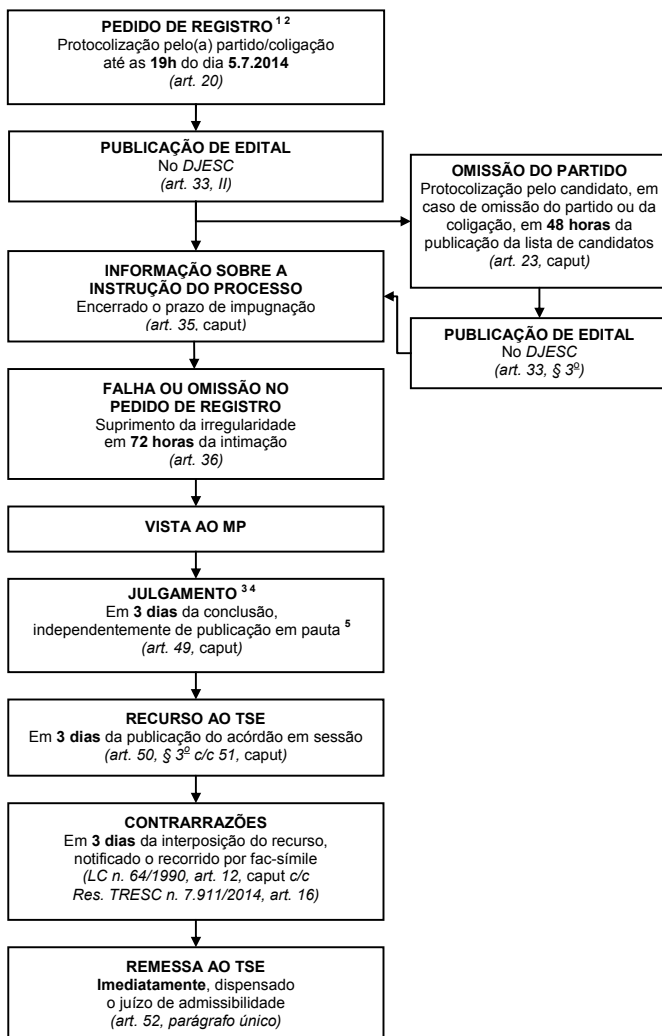 PEDIDO DE REGISTRO 1 2
Protocolização pelo(a) partido/coligação
até as 19h do dia 5.7.2014
(art. 20)
PUBLICAÇÃO DE EDITAL
No DJESC
(art. 33, II)
OMISSÃO DO PARTIDO
Protocolização pelo candidato, em
caso de omissão do partido ou da
coligação, em 48 horas da
publicação da lista de candidatos
(art. 23, caput)
PUBLICAÇÃO DE EDITAL
No DJESC
(art. 33, § 3º)
INFORMAÇÃO SOBRE A
INSTRUÇÃO DO PROCESSO
Encerrado o prazo de impugnação
(art. 35, caput)
FALHA OU OMISSÃO NO
PEDIDO DE REGISTRO
Suprimento da irregularidade
em 72 horas da intimação
(art. 36)
VISTA AO MP
JULGAMENTO 3 4
Em 3 dias da conclusão,
independentemente de publicação em pauta 5
(art. 49, caput)
RECURSO AO TSE
Em 3 dias da publicação do acórdão em sessão
(art. 50, § 3º c/c 51, caput)
CONTRARRAZÕES
Em 3 dias da interposição do recurso,
notificado o recorrido por fac-símile
(LC n. 64/1990, art. 12, caput c/c
Res. TRESC n. 7.911/2014, art. 16)
REMESSA AO TSE
Imediatamente, dispensado
o juízo de admissibilidade
(art. 52, parágrafo único)